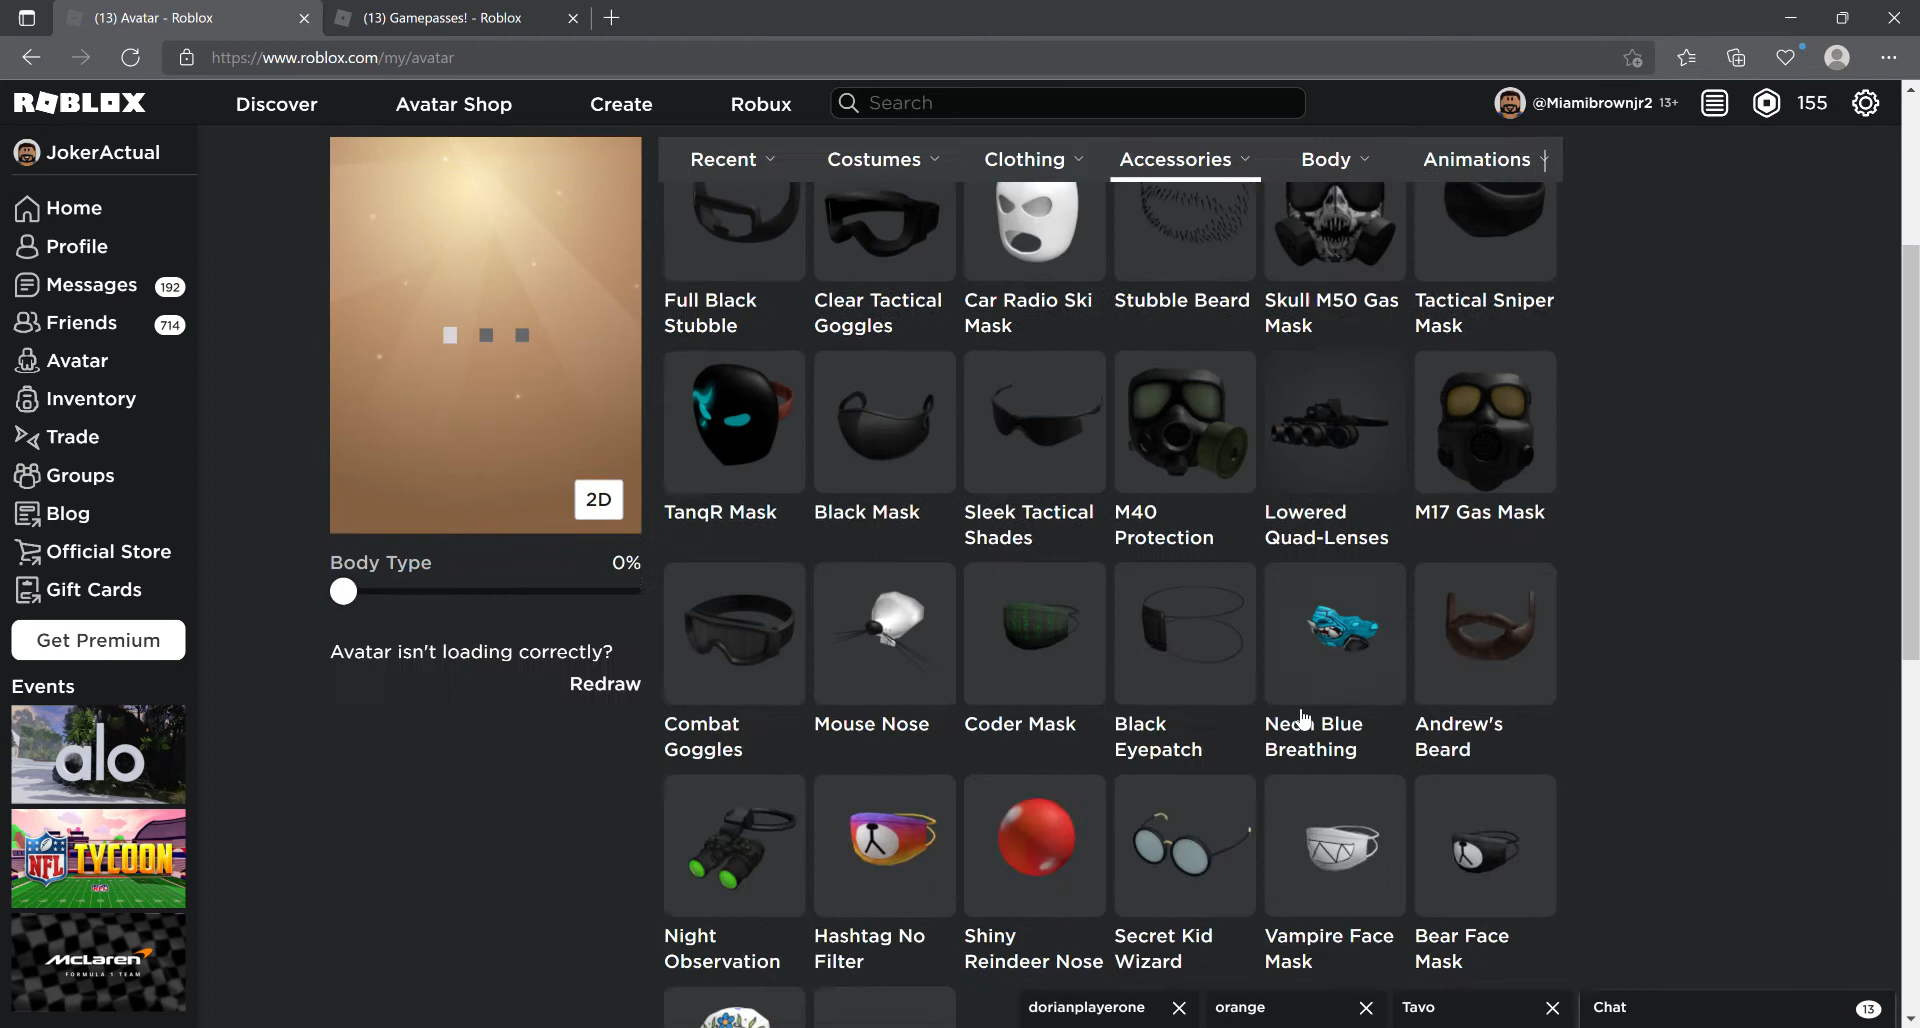 (13) Avatar - Roblox
(13) Gamepasses! - Roblox
https://www.roblox.com/my/avatar
ROBLOX
Discover
Avatar Shop
Create
Robux
Search
@Miamibrownjr2 13+
155
JokerActual
Home
Profile
Messages 192
Friends 714
Avatar
Inventory
Trade
Groups
Blog
Official Store
Gift Cards
Get Premium
Events
alo
NFL TYCOON
McLaren
FORMULA 1 TEAM
2D
Body Type 0%
Avatar isn't loading correctly?
Redraw
Recent
Costumes
Clothing
Accessories
Body
Animations
Full Black
Stubble
Clear Tactical
Goggles
Car Radio Ski
Mask
Stubble Beard
Skull M50 Gas
Mask
Tactical Sniper
Mask
TanqR Mask
Black Mask
Sleek Tactical
Shades
M40
Protection
Lowered
Quad-Lenses
M17 Gas Mask
Combat
Goggles
Mouse Nose
Coder Mask
Black
Eyepatch
Neon Blue
Breathing
Andrew's
Beard
Night
Observation
Hashtag No
Filter
Shiny
Reindeer Nose
Secret Kid
Wizard
Vampire Face
Mask
Bear Face
Mask
dorianplayerone
orange
Tavo
Chat 13